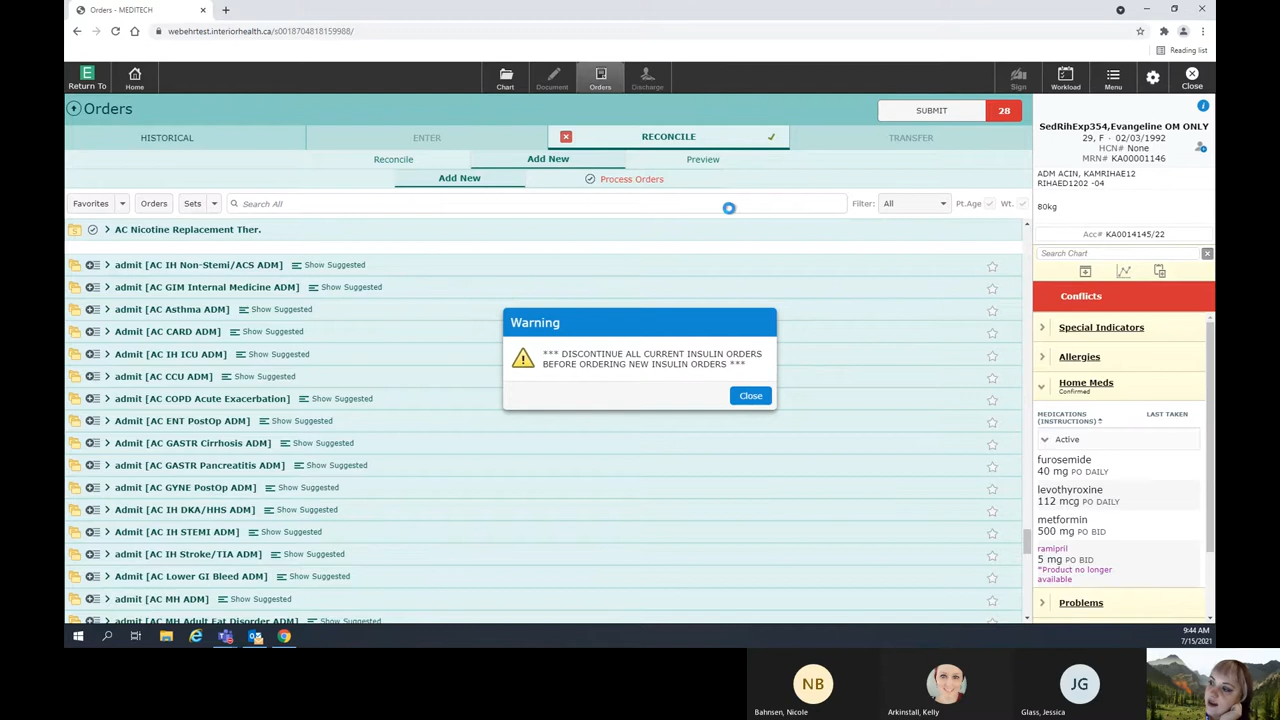 Orders - MEDITECH
webehrtest.interiorhealth.ca/s0018704818159988/
Reading list
E
Return To
Home
Chart
Document
Orders
Discharge
Sign
Workload
Menu
Close
Orders
SUBMIT
28
HISTORICAL
ENTER
RECONCILE
TRANSFER
Reconcile
Add New
Preview
Add New
Process Orders
Favorites
Orders
Sets
Search All
Filter:
All
Pt.Age
Wt.
S
AC Nicotine Replacement Ther.
admit [AC IH Non-Stemi/ACS ADM] Show Suggested
admit [AC GIM Internal Medicine ADM] Show Suggested
admit [AC Asthma ADM] Show Suggested
Admit [AC CARD ADM] Show Suggested
Admit [AC IH ICU ADM] Show Suggested
admit [AC CCU ADM] Show Suggested
admit [AC COPD Acute Exacerbation] Show Suggested
admit [AC ENT PostOp ADM] Show Suggested
admit [AC GASTR Cirrhosis ADM] Show Suggested
admit [AC GASTR Pancreatitis ADM] Show Suggested
admit [AC GYNE PostOp ADM] Show Suggested
Admit [AC IH DKA/HHS ADM] Show Suggested
Admit [AC IH STEMI ADM] Show Suggested
admit [AC IH Stroke/TIA ADM] Show Suggested
Admit [AC Lower GI Bleed ADM] Show Suggested
admit [AC MH ADM] Show Suggested
admit [AC MH Adult Eat Disorder ADM] Show Suggested
Warning
*** DISCONTINUE ALL CURRENT INSULIN ORDERS
BEFORE ORDERING NEW INSULIN ORDERS ***
Close
SedRihExp354,Evangeline OM ONLY
29, F - 02/03/1992
HCN# None
MRN# KA00001146
ADM ACIN, KAMRIHAE12
RIHAED1202 -04
80kg
Acc# KA0014145/22
Search Chart
Conflicts
Special Indicators
Allergies
Home Meds
Confirmed
MEDICATIONS
(INSTRUCTIONS)
LAST TAKEN
Active
furosemide
40 mg PO DAILY
levothyroxine
112 mcg PO DAILY
metformin
500 mg PO BID
ramipril
5 mg PO BID
*Product no longer
available
Problems
9:44 AM
7/15/2021
NB
Bahnsen, Nicole
Arkinstall, Kelly
JG
Glass, Jessica